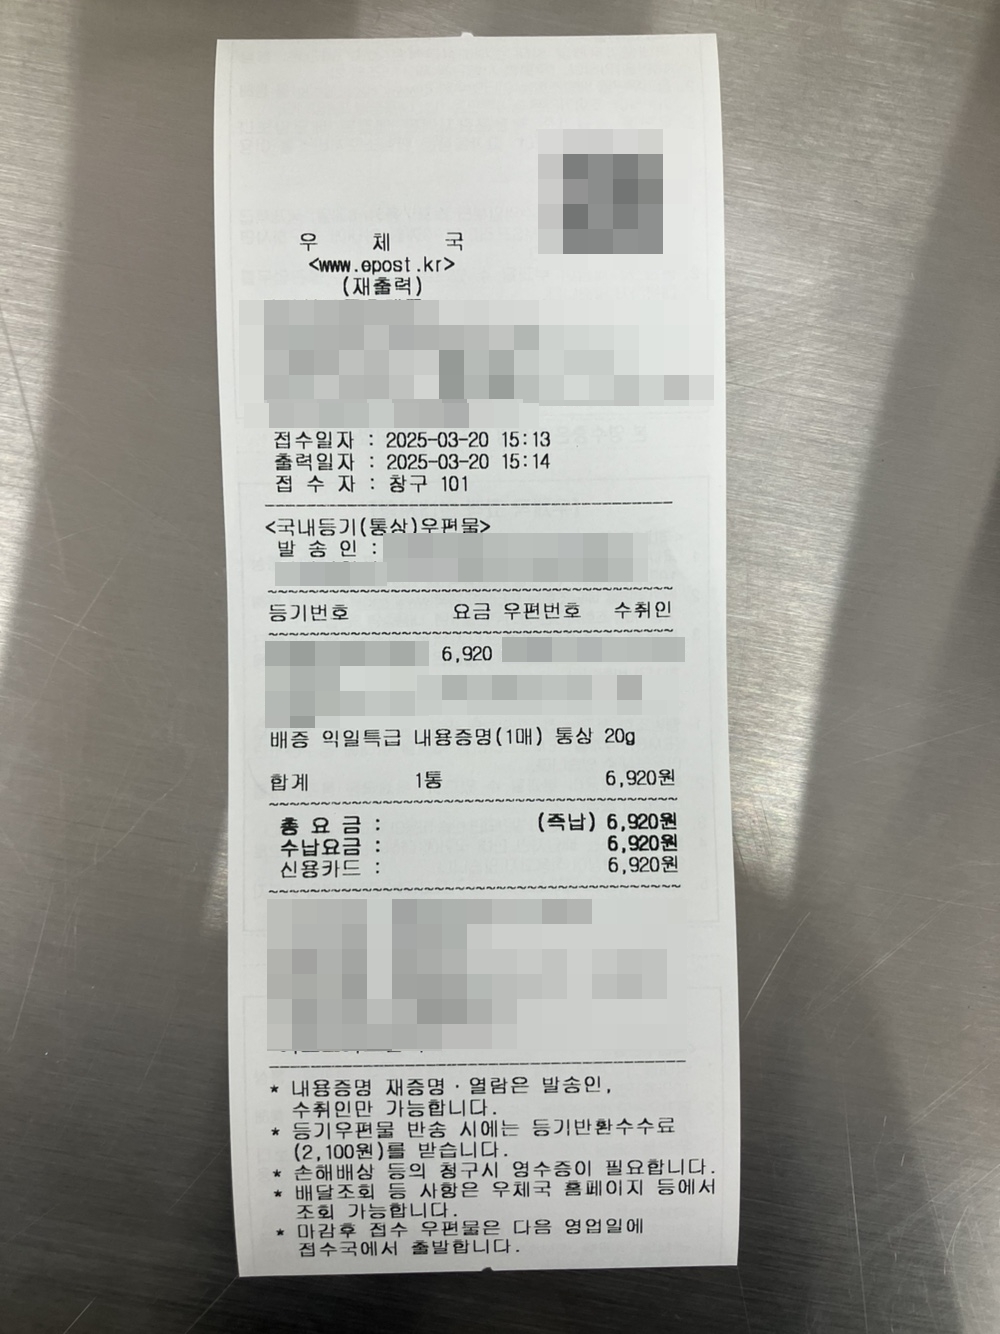 우 체 국
<www.epost.kr>
(재출력)
접수일자 : 2025-03-20 15:13
출력일자 : 2025-03-20 15:14
접 수 자 : 창구 101
<국내등기(통상)우편물>
발 송 인 :
등기번호 요금 우편번호 수취인
6,920
배증 익일특급 내용증명(1매) 통상 20g
합계 1통 6,920원
총 요 금 : (즉납) 6,920원
수납요금 : 6,920원
신용카드 : 6,920원
* 내용증명 재증명·열람은 발송인,
수취인만 가능합니다.
* 등기우편물 반송 시에는 등기반환수수료
(2,100원)를 받습니다.
* 손해배상 등의 청구시 영수증이 필요합니다.
* 배달조회 등 사항은 우체국 홈페이지 등에서
조회 가능합니다.
* 마감후 접수 우편물은 다음 영업일에
접수국에서 출발합니다.